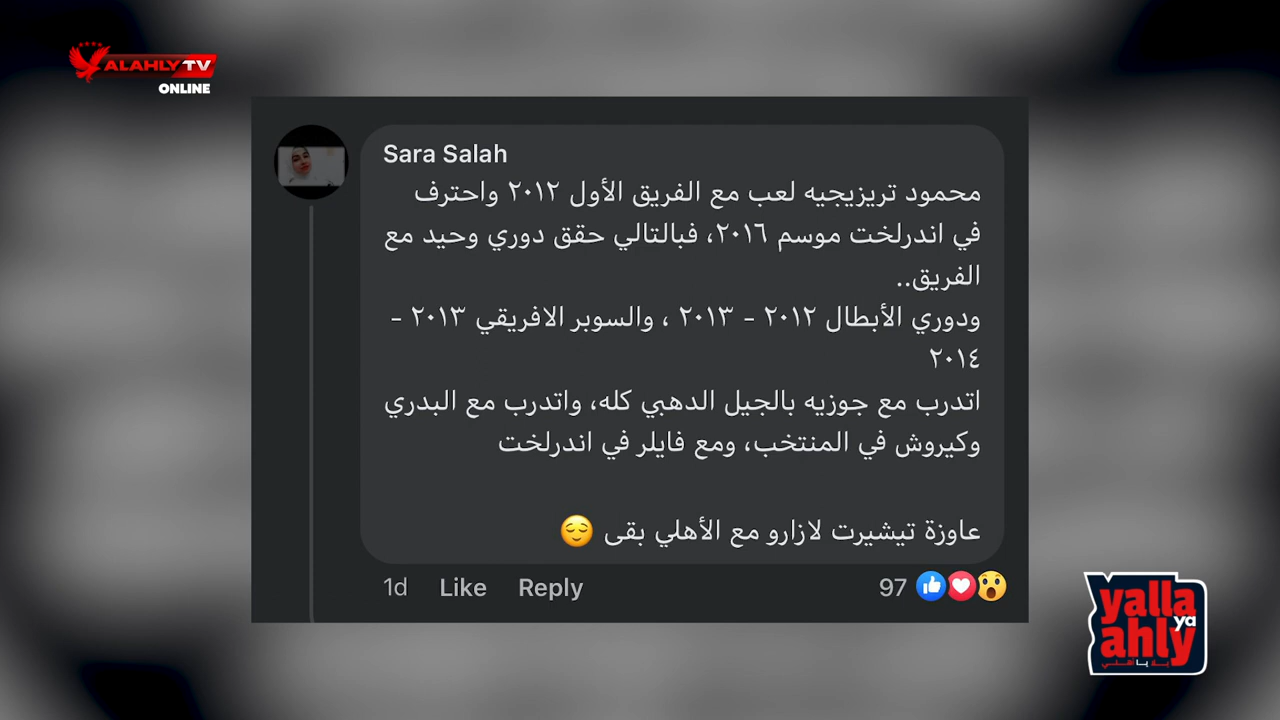 ALAHLY TV
ONLINE
Sara Salah
محمود تريزيجيه لعب مع الفريق الأول ٢٠١٢ واحترف
في اندرلخت موسم ٢٠١٦، فبالتالي حقق دوري وحيد مع
الفريق..
ودوري الأبطال ٢٠١٢ - ٢٠١٣ ، والسوبر الافريقي ٢٠١٣ -
٢٠١٤
اتدرب مع جوزيه بالجيل الدهبي كله، واتدرب مع البدري
وكيروش في المنتخب، ومع فايلر في اندرلخت
عاوزة تيشيرت لازارو مع الأهلي بقى 😌
1d Like Reply 97
yalla
ya
ahly
يلا يا أهلي